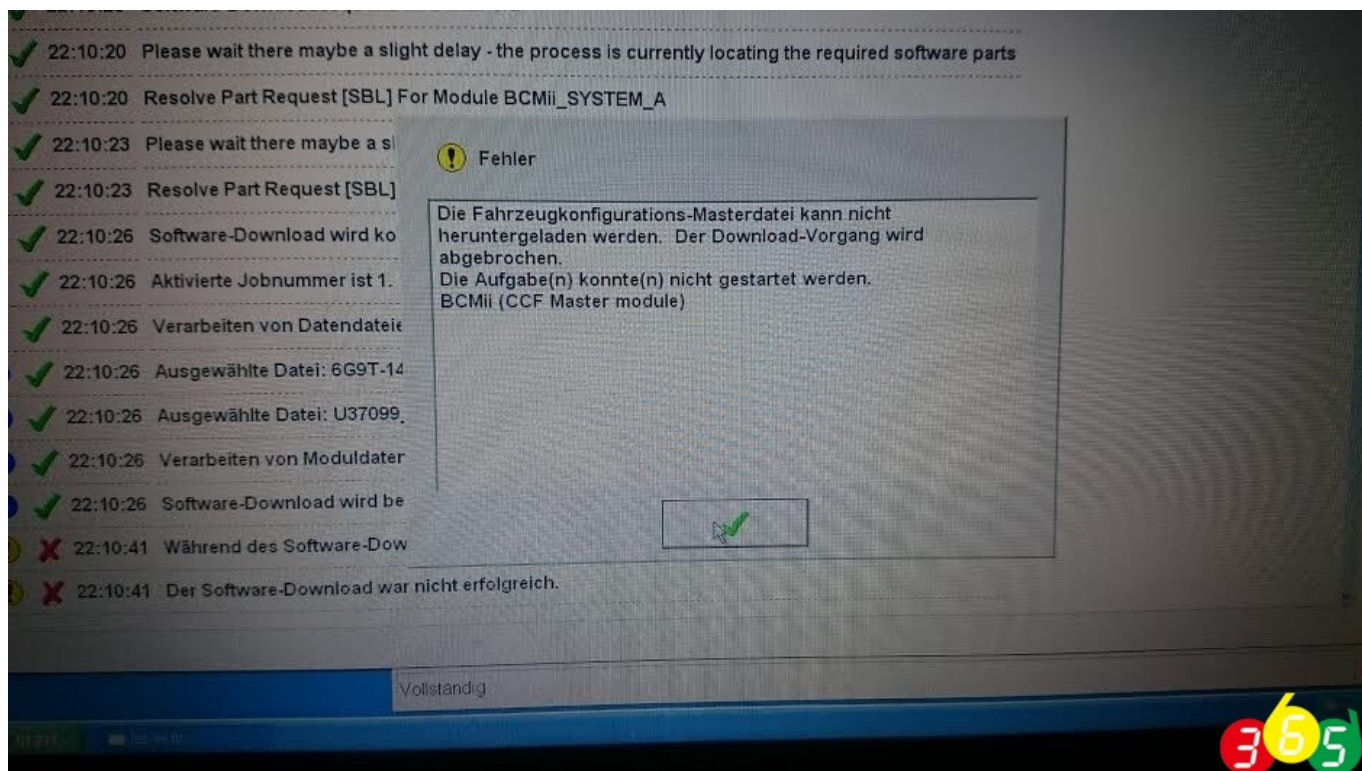 22:10:20 Please wait there maybe a slight delay - the process is currently locating the required software parts
22:10:20 Resolve Part Request [SBL] For Module BCMii_SYSTEM_A
22:10:23 Please wait there maybe a sl
22:10:23 Resolve Part Request [SBL]
22:10:26 Software-Download wird ko
22:10:26 Aktivierte Jobnummer ist 1.
22:10:26 Verarbeiten von Datendateie
22:10:26 Ausgewählte Datei: 6G9T-14
22:10:26 Ausgewählte Datei: U37099_
22:10:26 Verarbeiten von Moduldaten
22:10:26 Software-Download wird be
22:10:41 Während des Software-Dow
22:10:41 Der Software-Download war nicht erfolgreich.
Fehler
Die Fahrzeugkonfigurations-Masterdatei kann nicht
heruntergeladen werden. Der Download-Vorgang wird
abgebrochen.
Die Aufgabe(n) konnte(n) nicht gestartet werden.
BCMii (CCF Master module)
Vollständig
start
365d